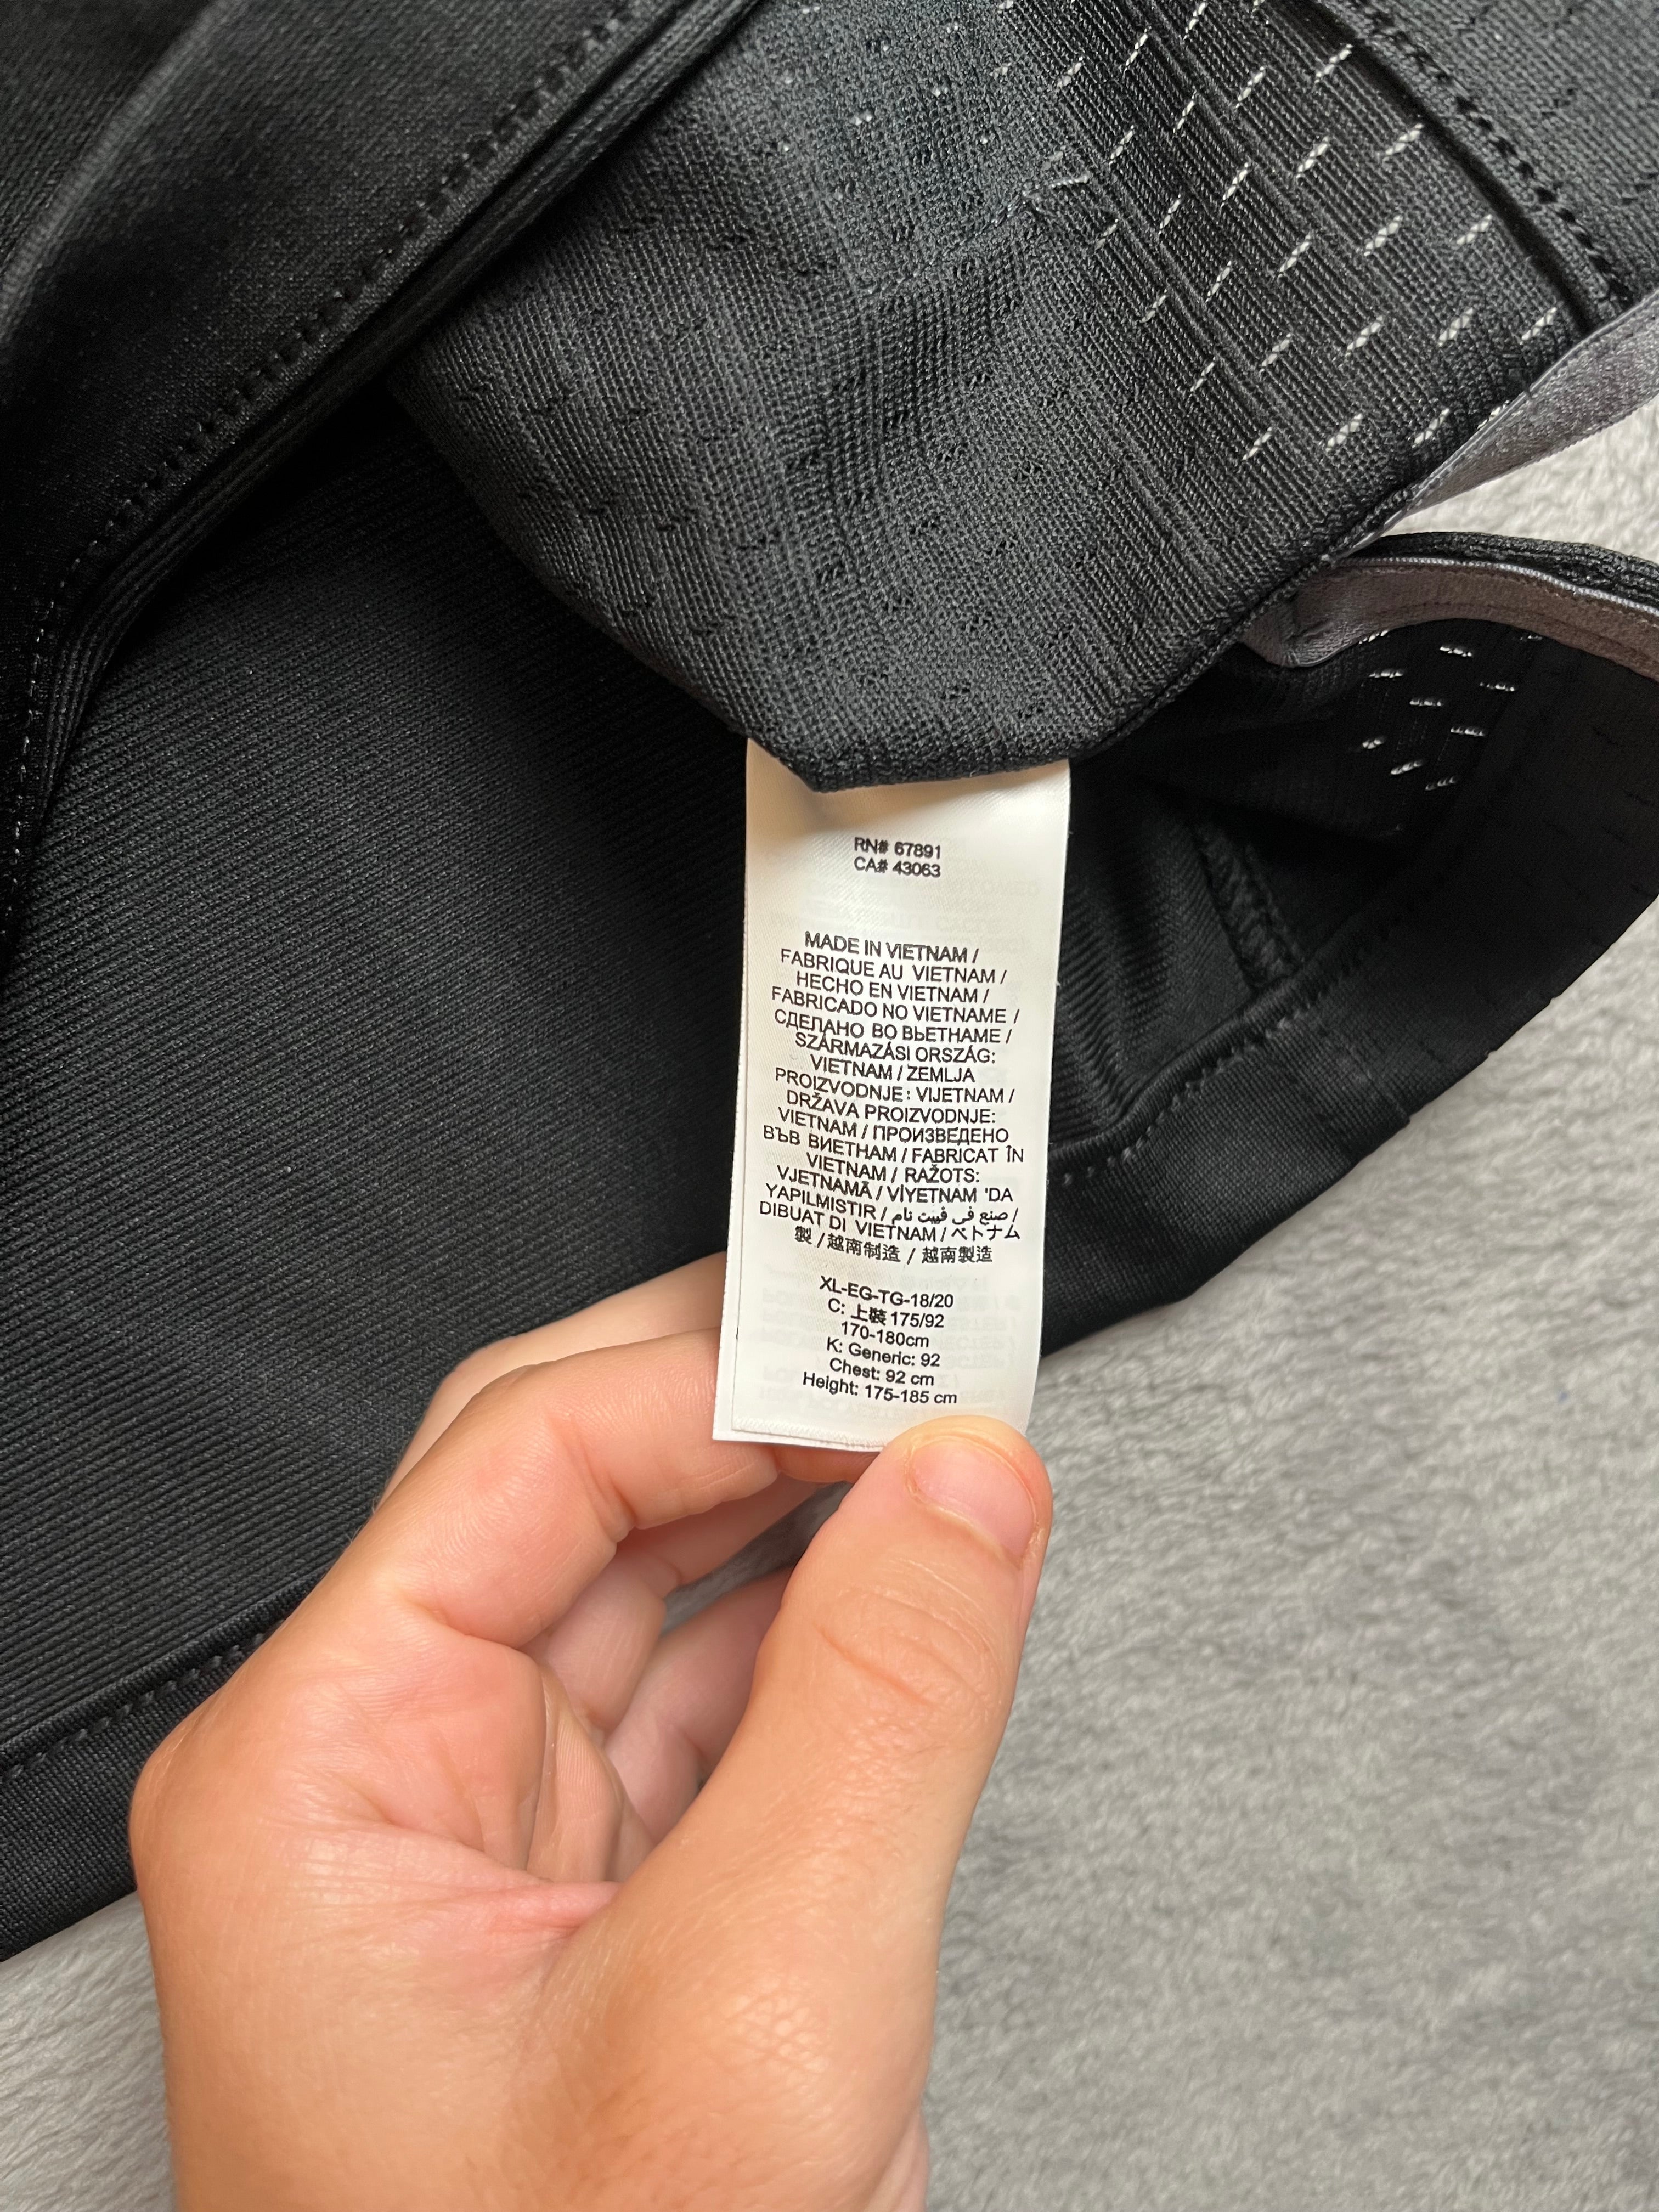 RN# 67891
CA# 43063
MADE IN VIETNAM /
FABRIQUE AU VIETNAM /
HECHO EN VIETNAM /
FABRICADO NO VIETNAME /
СДЕЛАНО ВО ВЬЕТНАМЕ /
SZÁRMAZÁSI ORSZÁG:
VIETNAM / ZEMLJA
PROIZVODNJE: VIJETNAM /
DRŽAVA PROIZVODNJE:
VIETNAM / ПРОИЗВЕДЕНО
ВЪВ ВИЕТНАМ / FABRICAT ÎN
VIETNAM / RAŽOTS:
VJETNAMĀ / VİYETNAM 'DA
YAPILMISTIR / صنع في فييت نام /
DIBUAT DI VIETNAM / ベトナム
製 / 越南制造 / 越南製造
XL-EG-TG-18/20
C: 上裝 175/92
170-180cm
K: Generic: 92
Chest: 92 cm
Height: 175-185 cm